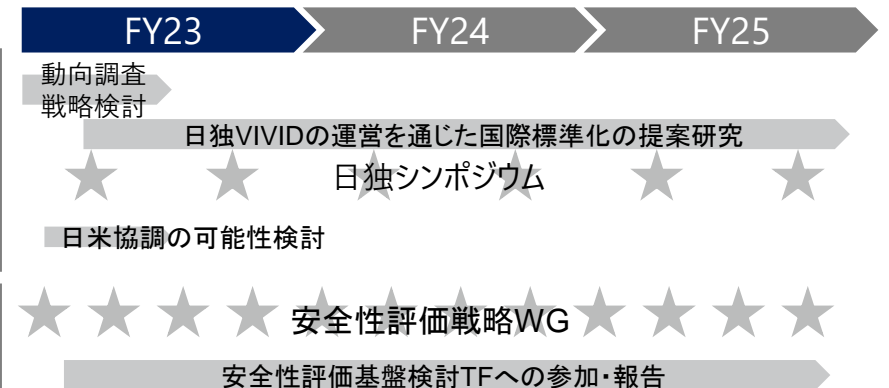 FY23
FY24
FY25
動向調査
戦略検討
日独VIVIDの運営を通じた国際標準化の提案研究
日独シンポジウム
日米協調の可能性検討
安全性評価戦略WG
安全性評価基盤検討TFへの参加・報告